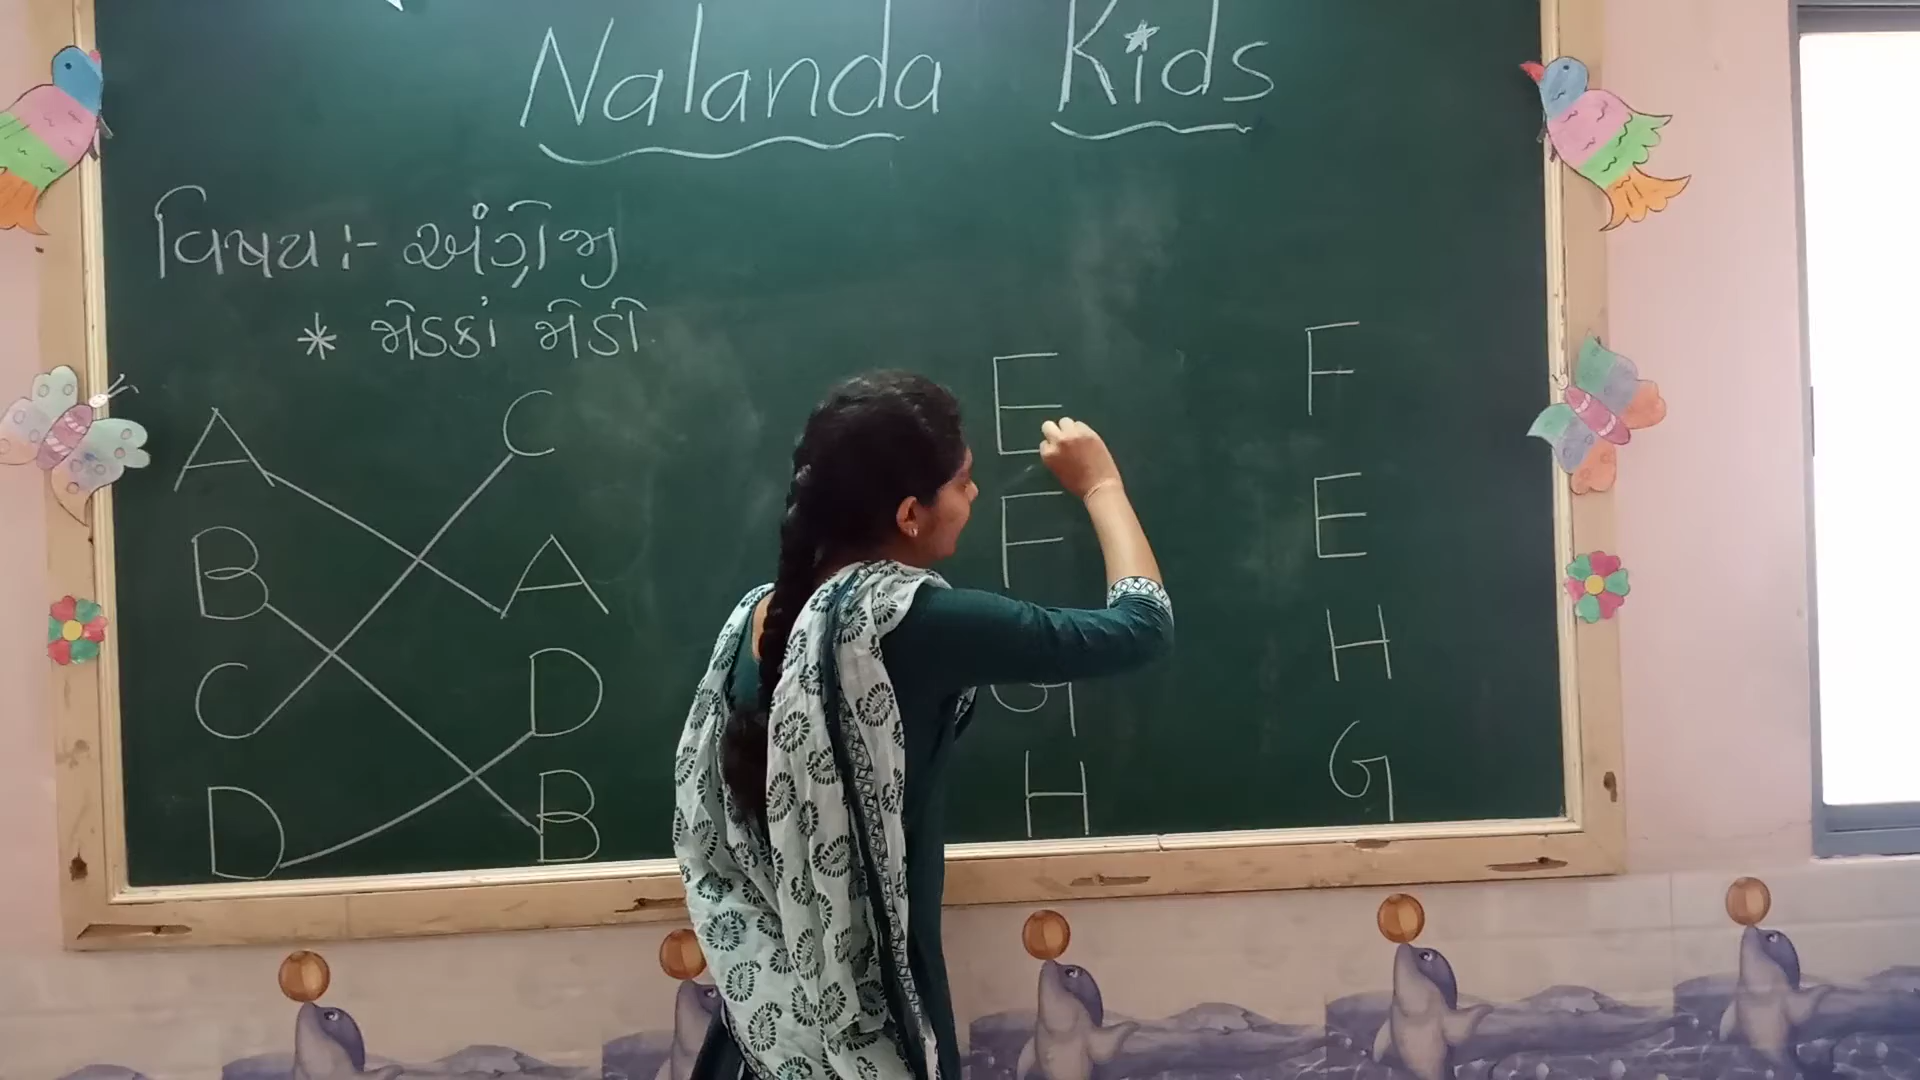 Nalanda Kids
વિષય :- અંગ્રેજી
* જોડકાં જોડો.
A C
B A
C D
D B
E F
F E
G H
H G